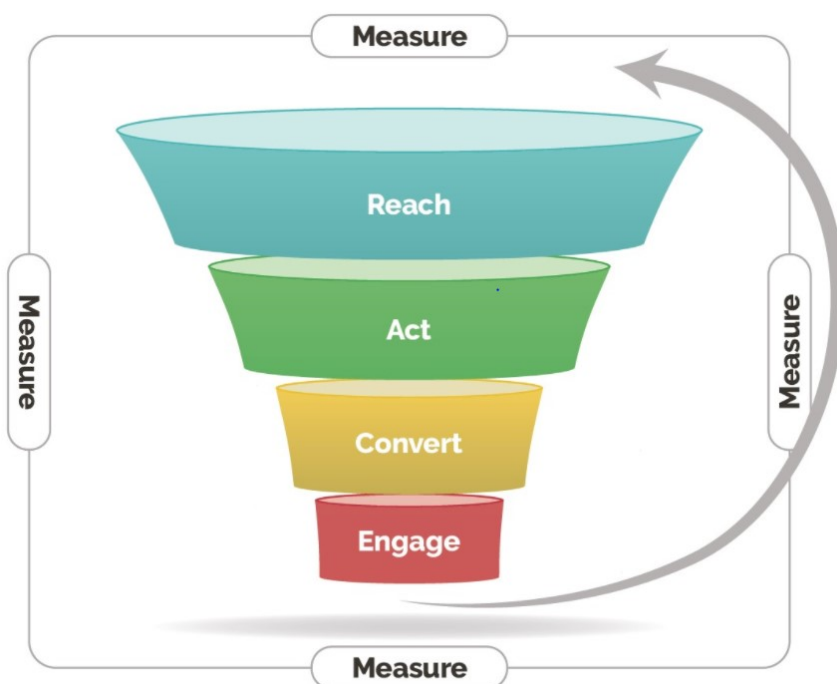 Measure
Reach
Act
Measure
Measure
Convert
Engage
Measure